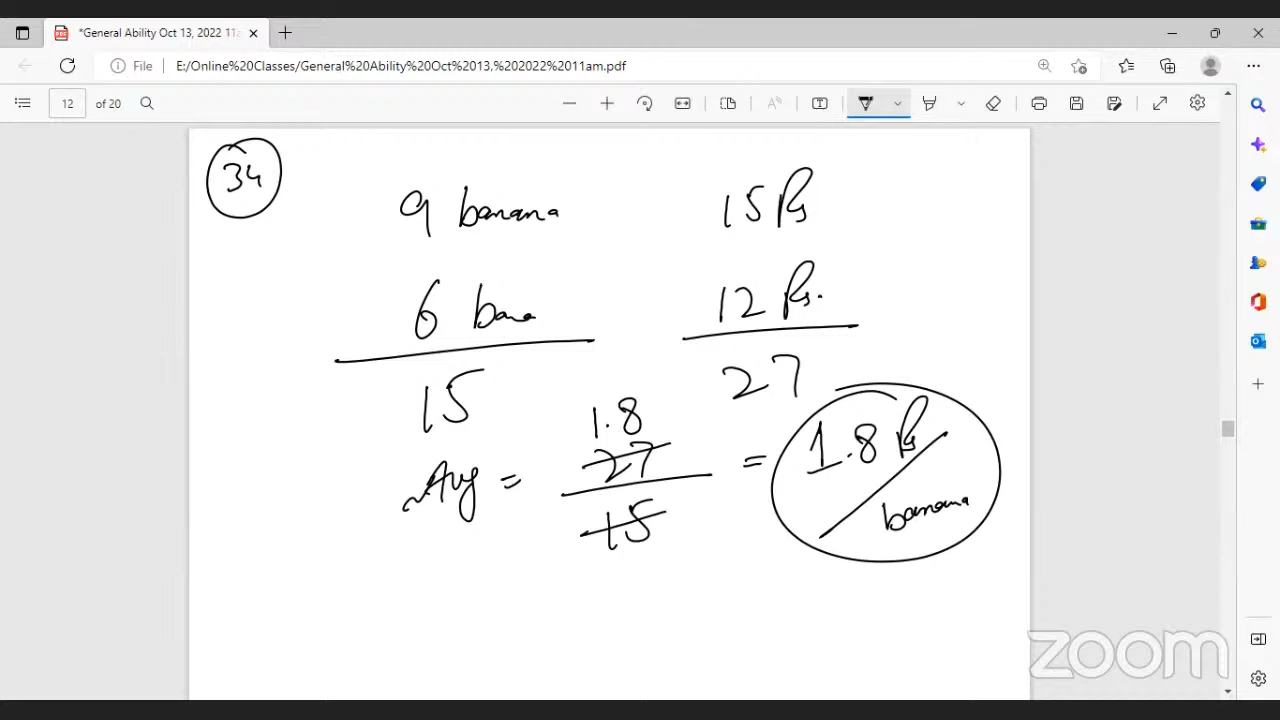 *General Ability Oct 13, 2022 11a
File E:/Online%20Classes/General%20Ability%20Oct%2013,%202022%2011am.pdf
12 of 20
34
9 banana 15 Rs
6 bana 12 Rs.
15 27
1.8
Avg = 27 / 15 = 1.8 Rs / banana
zoom